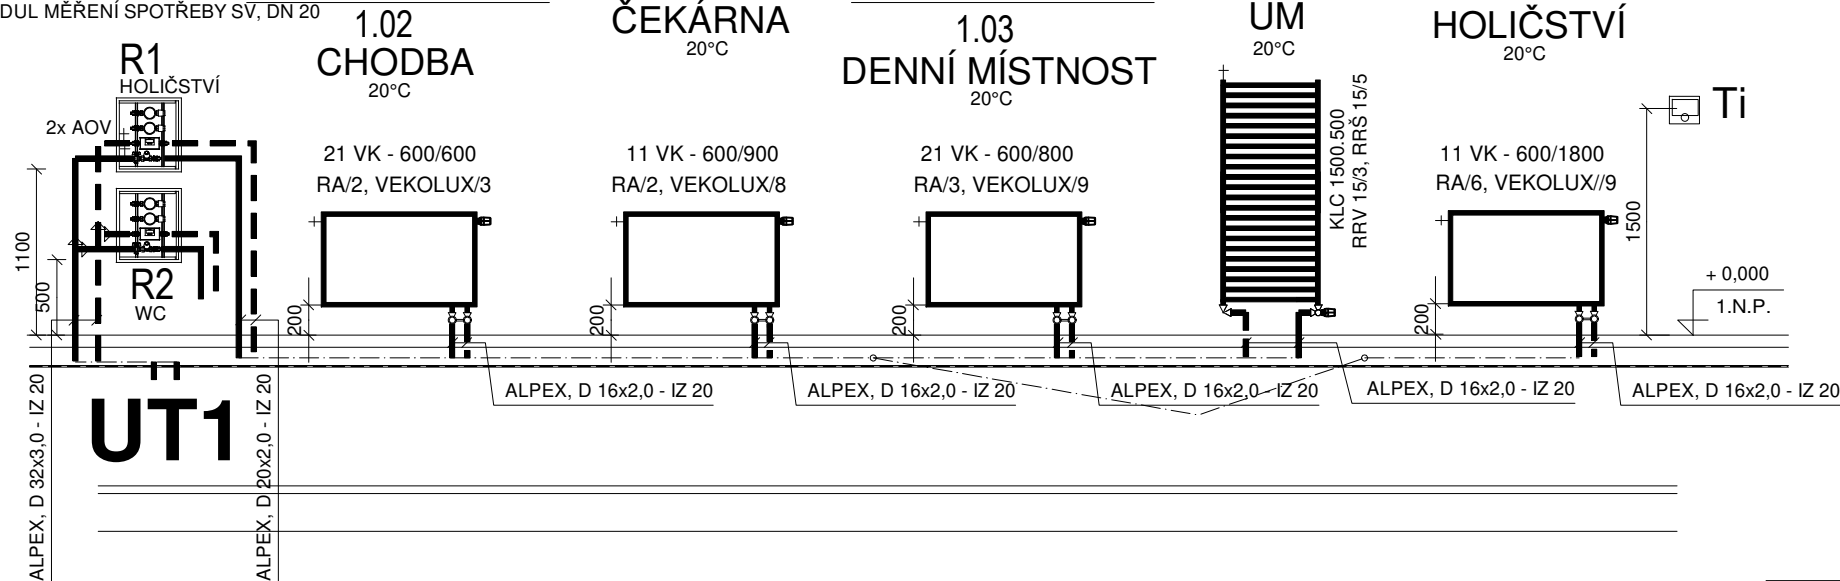 DUL MĚŘENÍ SPOTŘEBY SV, DN 20
R1
HOLIČSTVÍ
2x AOV
R2
WC
1100
500
UT1
ALPEX, D 32x3,0 - IZ 20
ALPEX, D 20x2,0 - IZ 20
1.02
CHODBA
20°C
21 VK - 600/600
RA/2, VEKOLUX/3
200
ALPEX, D 16x2,0 - IZ 20
ČEKÁRNA
20°C
11 VK - 600/900
RA/2, VEKOLUX/8
200
ALPEX, D 16x2,0 - IZ 20
1.03
DENNÍ MÍSTNOST
20°C
21 VK - 600/800
RA/3, VEKOLUX/9
200
ALPEX, D 16x2,0 - IZ 20
UM
20°C
KLC 1500.500
RRV 15/3, RRŠ 15/5
ALPEX, D 16x2,0 - IZ 20
HOLIČSTVÍ
20°C
11 VK - 600/1800
RA/6, VEKOLUX//9
200
ALPEX, D 16x2,0 - IZ 20
Ti
1500
+ 0,000
1.N.P.